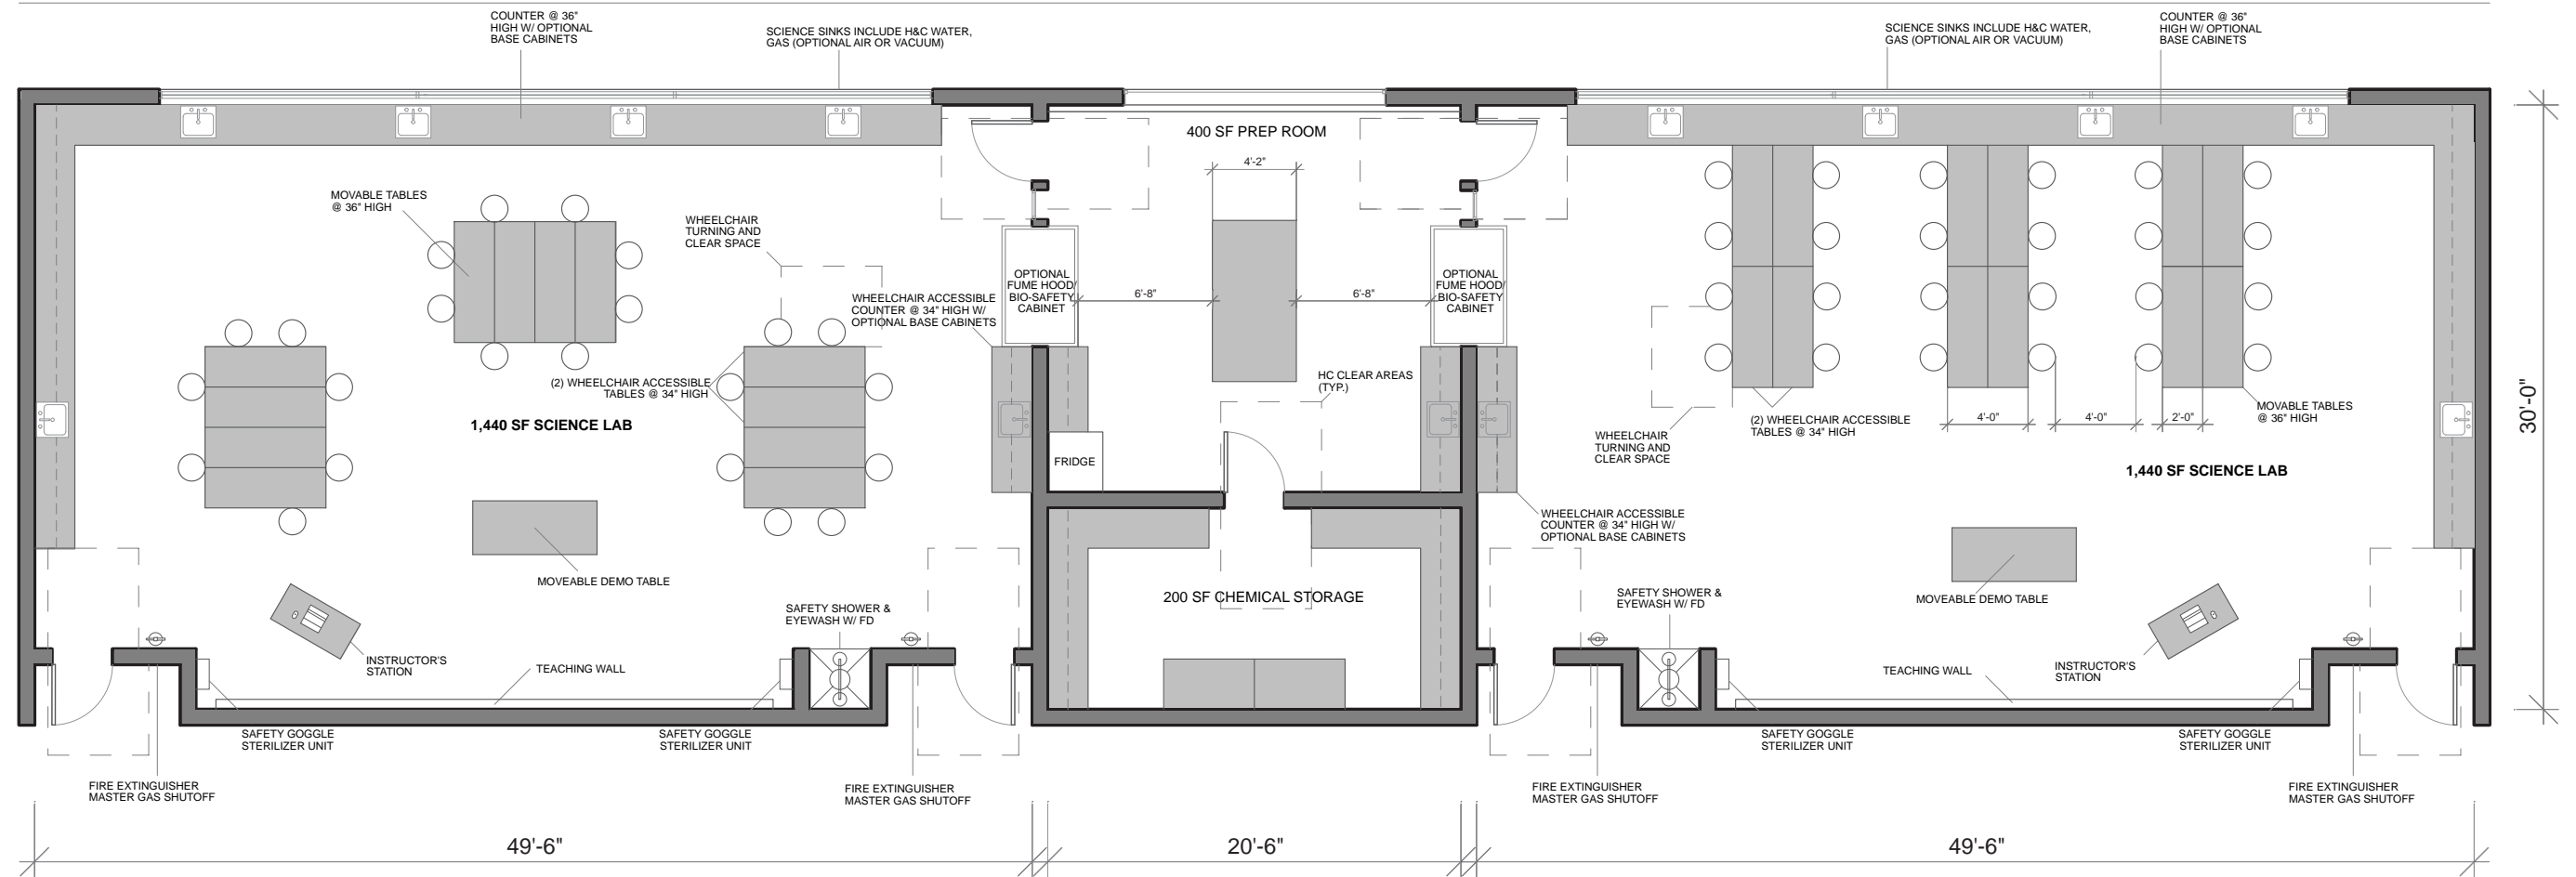 COUNTER @ 36"
HIGH W/ OPTIONAL
BASE CABINETS
SCIENCE SINKS INCLUDE H&C WATER,
GAS (OPTIONAL AIR OR VACUUM)
SCIENCE SINKS INCLUDE H&C WATER,
GAS (OPTIONAL AIR OR VACUUM)
COUNTER @ 36"
HIGH W/ OPTIONAL
BASE CABINETS
MOVABLE TABLES
@ 36" HIGH
WHEELCHAIR
TURNING AND
CLEAR SPACE
WHEELCHAIR ACCESSIBLE
COUNTER @ 34" HIGH W/
OPTIONAL BASE CABINETS
(2) WHEELCHAIR ACCESSIBLE
TABLES @ 34" HIGH
1,440 SF SCIENCE LAB
MOVEABLE DEMO TABLE
INSTRUCTOR'S
STATION
TEACHING WALL
SAFETY SHOWER &
EYEWASH W/ FD
SAFETY GOGGLE
STERILIZER UNIT
SAFETY GOGGLE
STERILIZER UNIT
FIRE EXTINGUISHER
MASTER GAS SHUTOFF
FIRE EXTINGUISHER
MASTER GAS SHUTOFF
400 SF PREP ROOM
4'-2"
OPTIONAL
FUME HOOD/
BIO-SAFETY
CABINET
6'-8"
6'-8"
OPTIONAL
FUME HOOD/
BIO-SAFETY
CABINET
HC CLEAR AREAS
(TYP.)
FRIDGE
200 SF CHEMICAL STORAGE
(2) WHEELCHAIR ACCESSIBLE
TABLES @ 34" HIGH
4'-0"
4'-0"
2'-0"
MOVABLE TABLES
@ 36" HIGH
WHEELCHAIR
TURNING AND
CLEAR SPACE
1,440 SF SCIENCE LAB
WHEELCHAIR ACCESSIBLE
COUNTER @ 34" HIGH W/
OPTIONAL BASE CABINETS
SAFETY SHOWER &
EYEWASH W/ FD
MOVEABLE DEMO TABLE
TEACHING WALL
INSTRUCTOR'S
STATION
SAFETY GOGGLE
STERILIZER UNIT
SAFETY GOGGLE
STERILIZER UNIT
FIRE EXTINGUISHER
MASTER GAS SHUTOFF
FIRE EXTINGUISHER
MASTER GAS SHUTOFF
30'-0"
49'-6"
20'-6"
49'-6"